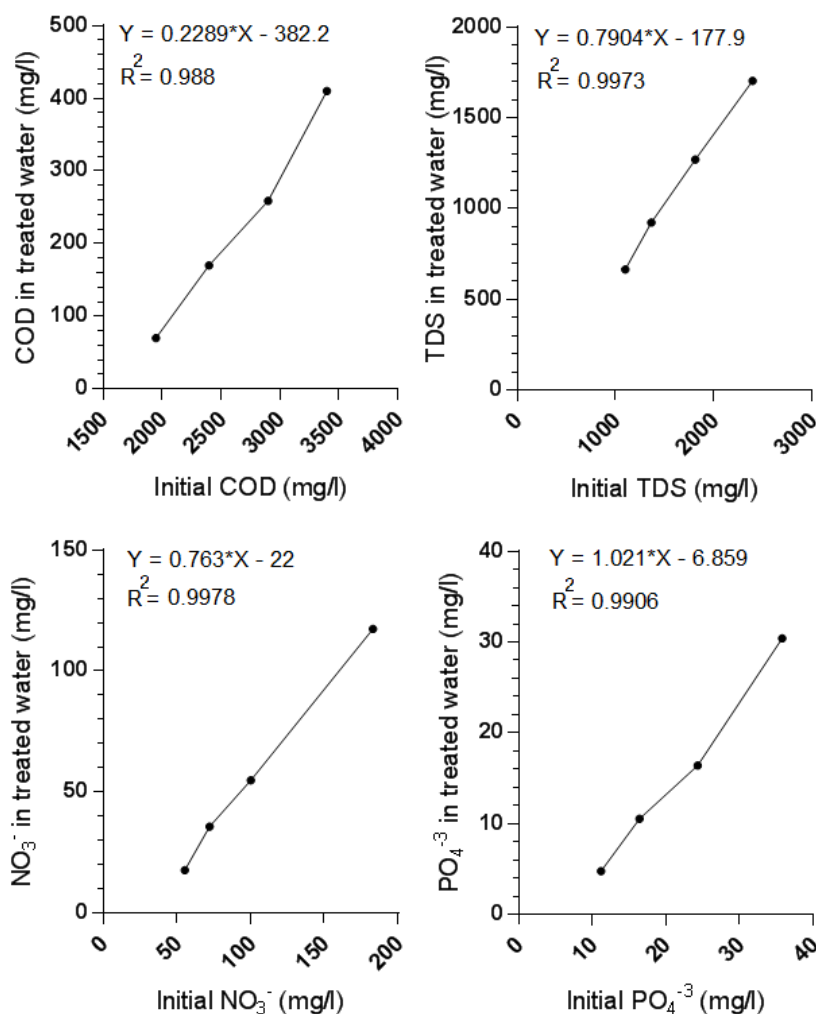 Y = 0.2289*X - 382.2
R² = 0.988
COD in treated water (mg/l)
500
400
300
200
100
0
1500
2000
2500
3000
3500
4000
Initial COD (mg/l)
Y = 0.7904*X - 177.9
R² = 0.9973
TDS in treated water (mg/l)
2000
1500
1000
500
0
0
1000
2000
3000
Initial TDS (mg/l)
Y = 0.763*X - 22
R² = 0.9978
NO₃⁻ in treated water (mg/l)
150
100
50
0
0
50
100
150
200
Initial NO₃⁻ (mg/l)
Y = 1.021*X - 6.859
R² = 0.9906
PO₄⁻³ in treated water (mg/l)
40
30
20
10
0
0
10
20
30
40
Initial PO₄⁻³ (mg/l)